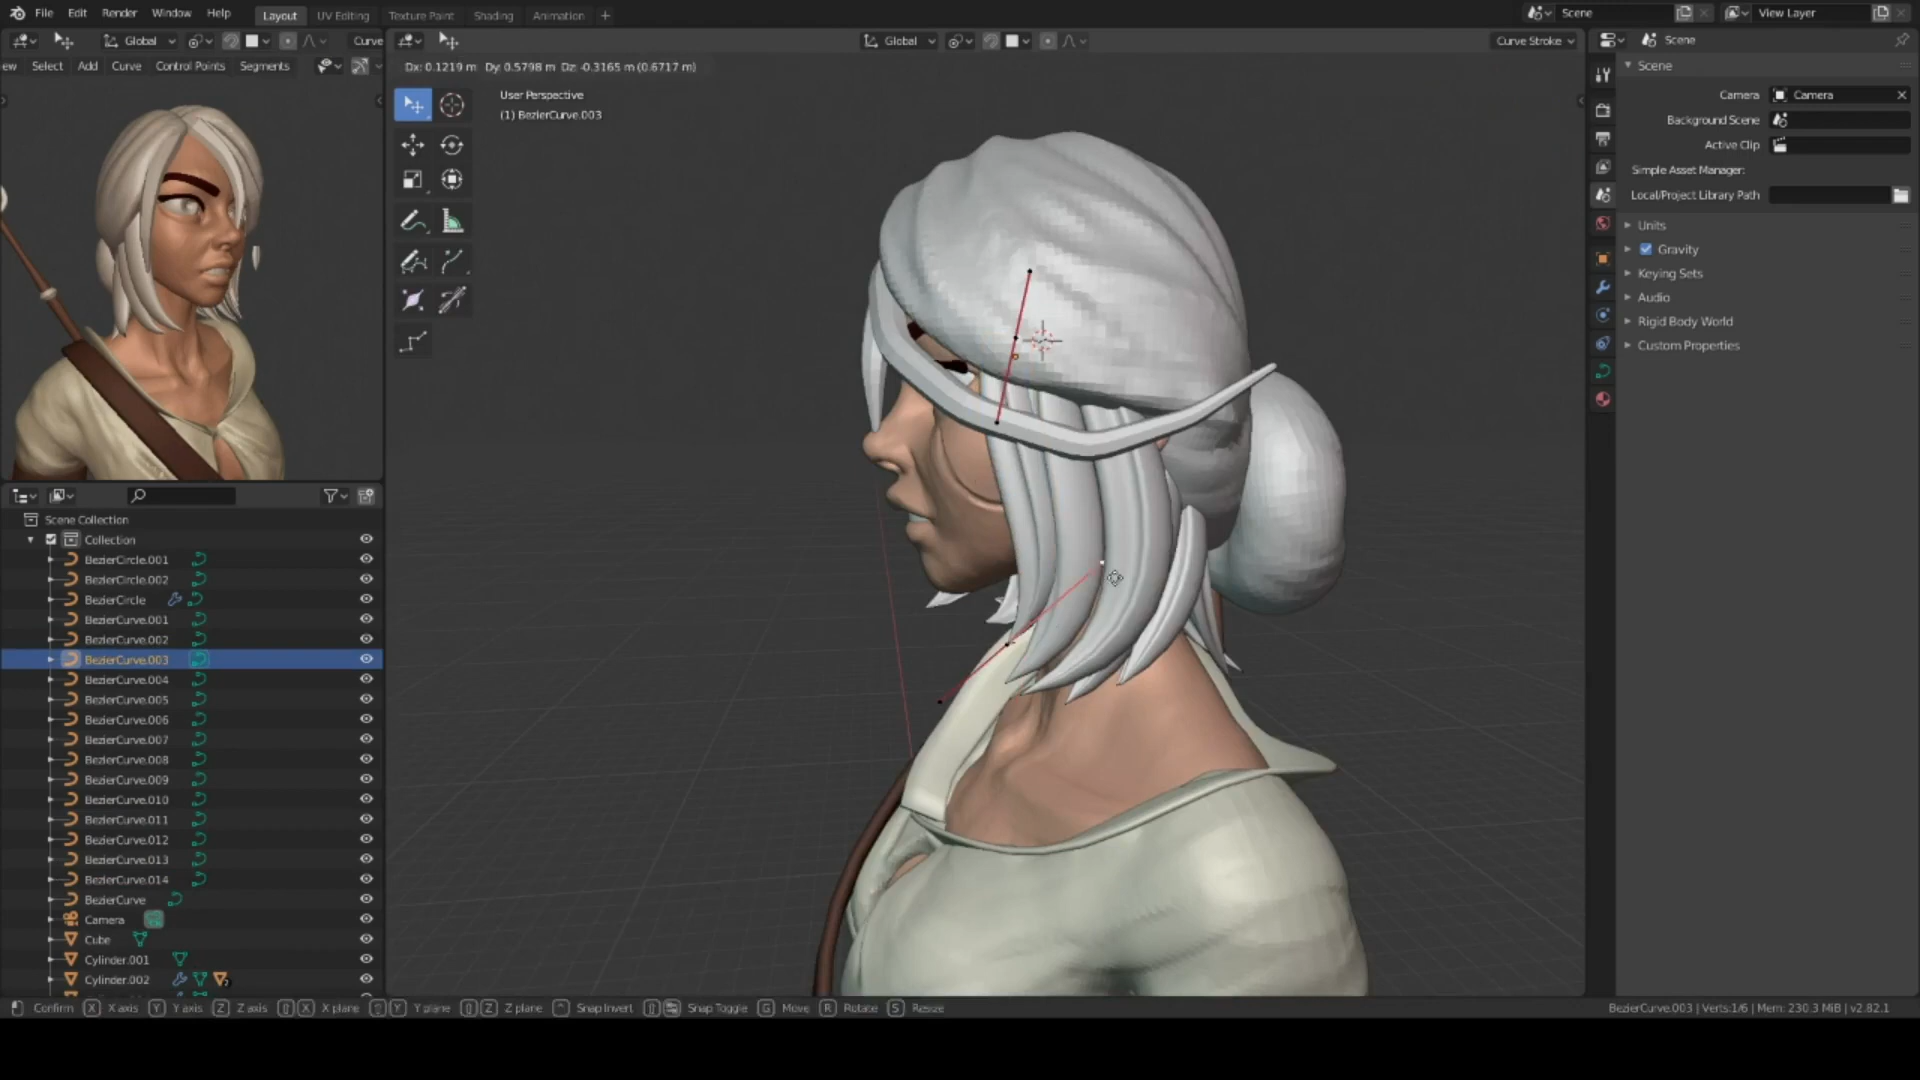 File Edit Render Window Help Layout UV Editing Texture Paint Shading Animation + Scene View Layer
Global Curve Global Curve Stroke Scene
ew Select Add Curve Control Points Segments Dx: 0.1219 m Dy: 0.5798 m Dz: -0.3165 m (0.6717 m) Scene
User Perspective
(1) BezierCurve.003
Camera Camera
Background Scene
Active Clip
Simple Asset Manager:
Local/Project Library Path
Units
Gravity
Keying Sets
Audio
Rigid Body World
Custom Properties
Scene Collection
Collection
BezierCircle.001
BezierCircle.002
BezierCircle
BezierCurve.001
BezierCurve.002
BezierCurve.003
BezierCurve.004
BezierCurve.005
BezierCurve.006
BezierCurve.007
BezierCurve.008
BezierCurve.009
BezierCurve.010
BezierCurve.011
BezierCurve.012
BezierCurve.013
BezierCurve.014
BezierCurve
Camera
Cube
Cylinder.001
Cylinder.002
Confirm X X axis Y Y axis Z Z axis X X plane Y Y plane Z Z plane Snap Invert Snap Toggle G Move R Rotate S Resize BezierCurve.003 | Verts:1/6 | Mem: 230.3 MiB | v2.82.1